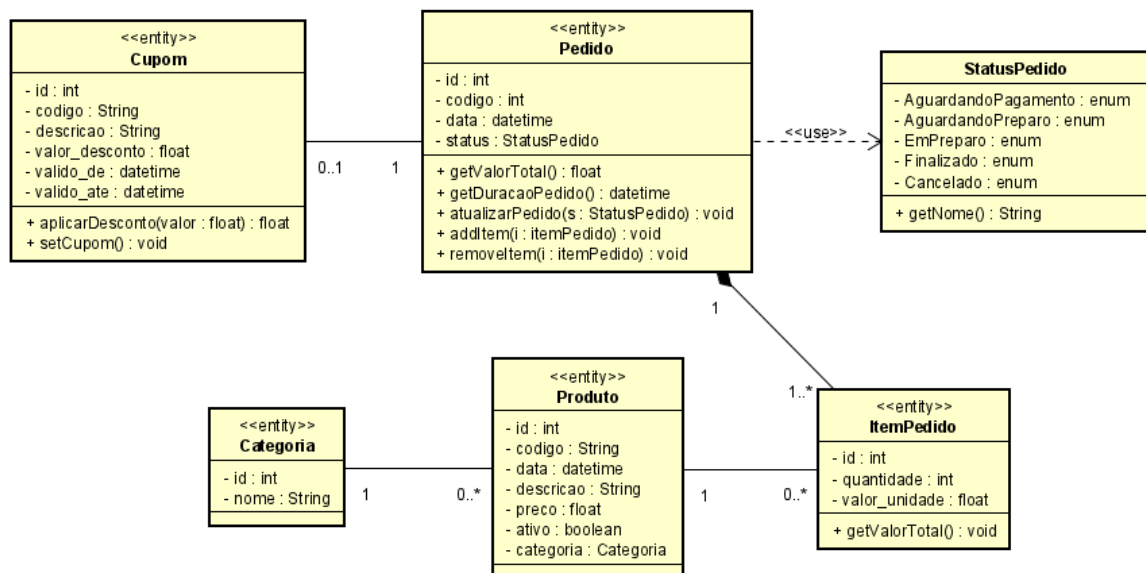 <<entity>>
Cupom
- id : int
- codigo : String
- descricao : String
- valor_desconto : float
- valido_de : datetime
- valido_ate : datetime
+ aplicarDesconto(valor : float) : float
+ setCupom() : void
0..1
1
<<entity>>
Pedido
- id : int
- codigo : int
- data : datetime
- status : StatusPedido
+ getValorTotal() : float
+ getDuracaoPedido() : datetime
+ atualizarPedido(s : StatusPedido) : void
+ addItem(i : itemPedido) : void
+ removeItem(i : itemPedido) : void
<<use>>
StatusPedido
- AguardandoPagamento : enum
- AguardandoPreparo : enum
- EmPreparo : enum
- Finalizado : enum
- Cancelado : enum
+ getNome() : String
1
1..*
<<entity>>
Categoria
- id : int
- nome : String
1
0..*
<<entity>>
Produto
- id : int
- codigo : String
- data : datetime
- descricao : String
- preco : float
- ativo : boolean
- categoria : Categoria
1
0..*
<<entity>>
ItemPedido
- id : int
- quantidade : int
- valor_unidade : float
+ getValorTotal() : void